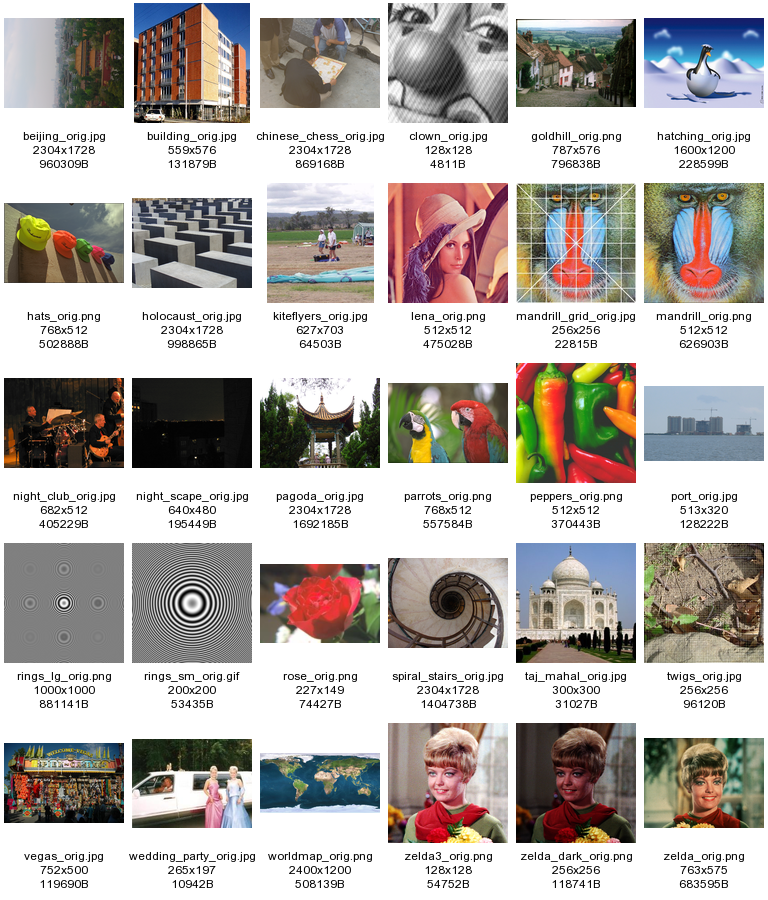 beijing_orig.jpg
2304x1728
960309B
building_orig.jpg
559x576
131879B
chinese_chess_orig.jpg
2304x1728
869168B
clown_orig.jpg
128x128
4811B
goldhill_orig.png
787x576
796838B
hatching_orig.jpg
1600x1200
228599B
hats_orig.png
768x512
502888B
holocaust_orig.jpg
2304x1728
998865B
kiteflyers_orig.jpg
627x703
64503B
lena_orig.png
512x512
475028B
mandrill_grid_orig.jpg
256x256
22815B
mandrill_orig.png
512x512
626903B
night_club_orig.jpg
682x512
405229B
night_scape_orig.jpg
640x480
195449B
pagoda_orig.jpg
2304x1728
1692185B
parrots_orig.png
768x512
557584B
peppers_orig.png
512x512
370443B
port_orig.jpg
513x320
128222B
rings_lg_orig.png
1000x1000
881141B
rings_sm_orig.gif
200x200
53435B
rose_orig.png
227x149
74427B
spiral_stairs_orig.jpg
2304x1728
1404738B
taj_mahal_orig.jpg
300x300
31027B
twigs_orig.jpg
256x256
96120B
vegas_orig.jpg
752x500
119690B
wedding_party_orig.jpg
265x197
10942B
worldmap_orig.png
2400x1200
508139B
zelda3_orig.png
128x128
54752B
zelda_dark_orig.png
256x256
118741B
zelda_orig.png
763x575
683595B